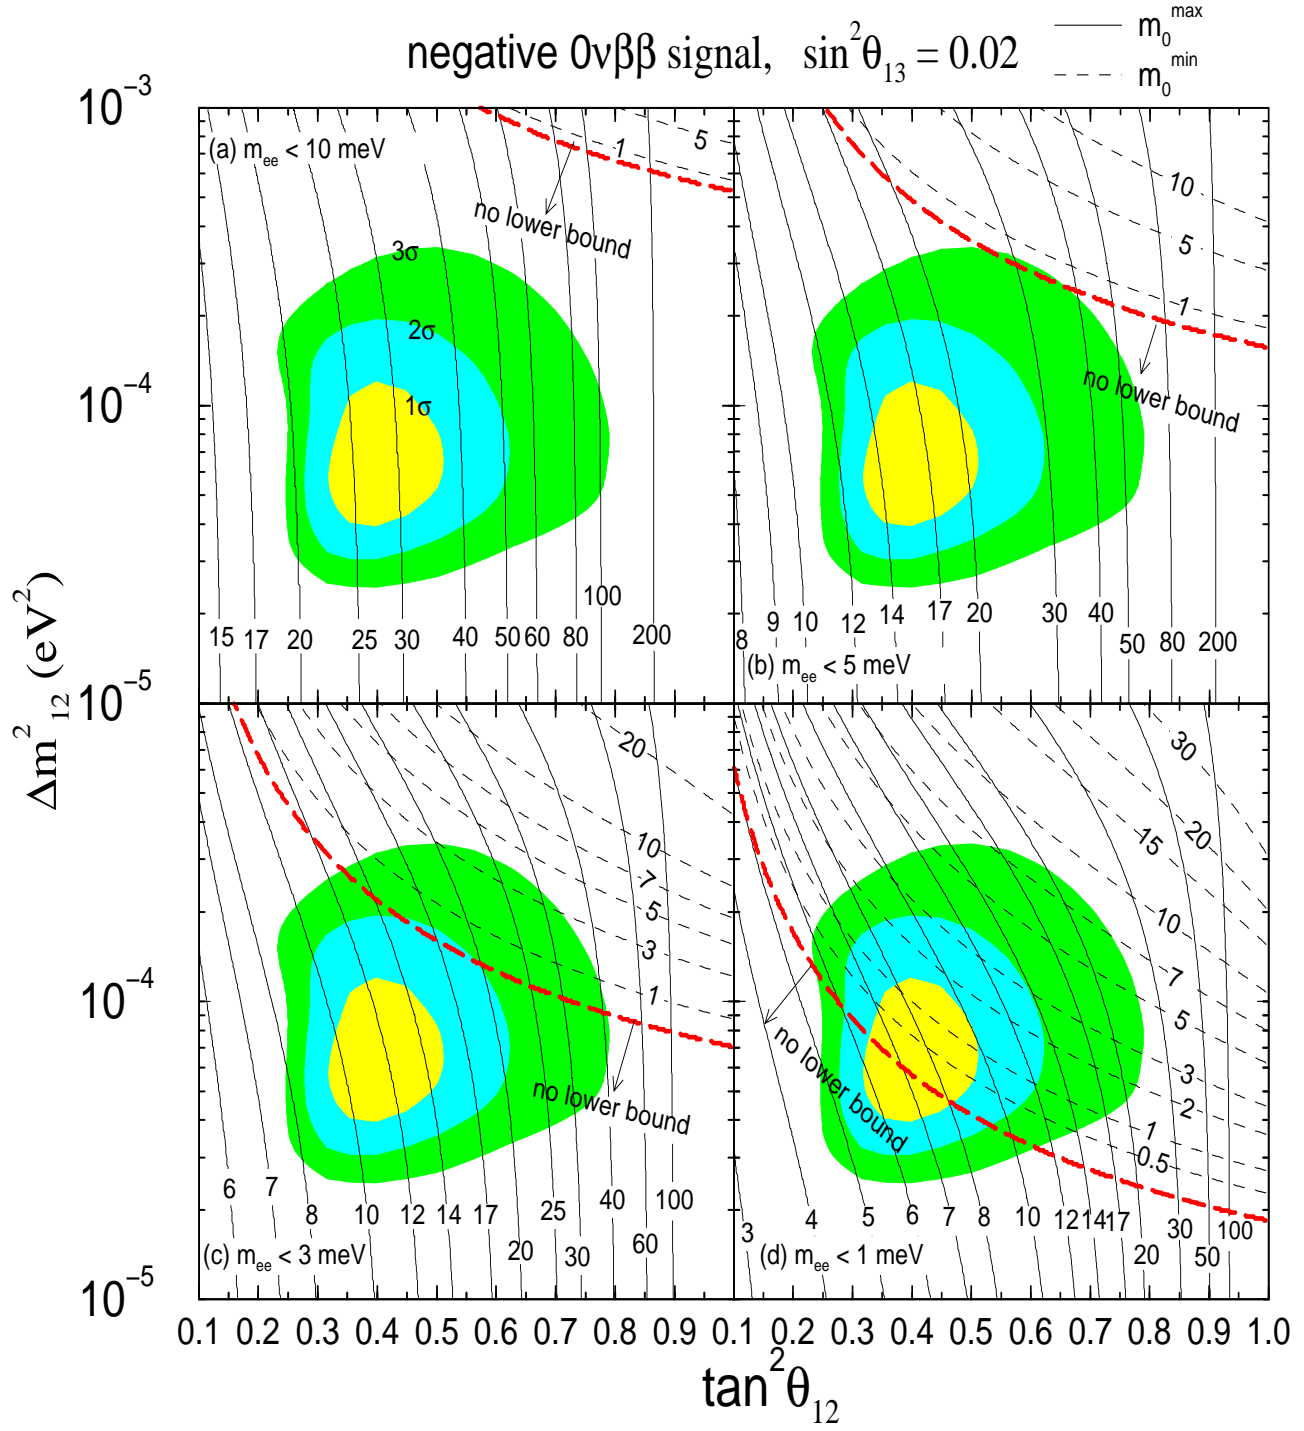 negative 0νββ signal, sin²θ₁₃ = 0.02
m₀^max
m₀^min
10⁻³
(a) m_ee < 10 meV
1
5
no lower bound
3σ
2σ
1σ
10⁻⁴
100
15 17 20 25 30 40 50 60 80 200
10
5
1
no lower bound
8 9 10 12 14 17 20 30 40 50 80 200
(b) m_ee < 5 meV
10⁻⁵
Δm²₁₂ (eV²)
20
10
7
5
3
1
no lower bound
10⁻⁴
6 7 8 10 12 14 17 20 25 30 40 60 100
(c) m_ee < 3 meV
10⁻⁵
30
20
15
10
7
5
3
2
1
0.5
no lower bound
3 4 5 6 7 8 10 12 14 17 20 30 50 100
(d) m_ee < 1 meV
0.1 0.2 0.3 0.4 0.5 0.6 0.7 0.8 0.9 0.1 0.2 0.3 0.4 0.5 0.6 0.7 0.8 0.9 1.0
tan²θ₁₂